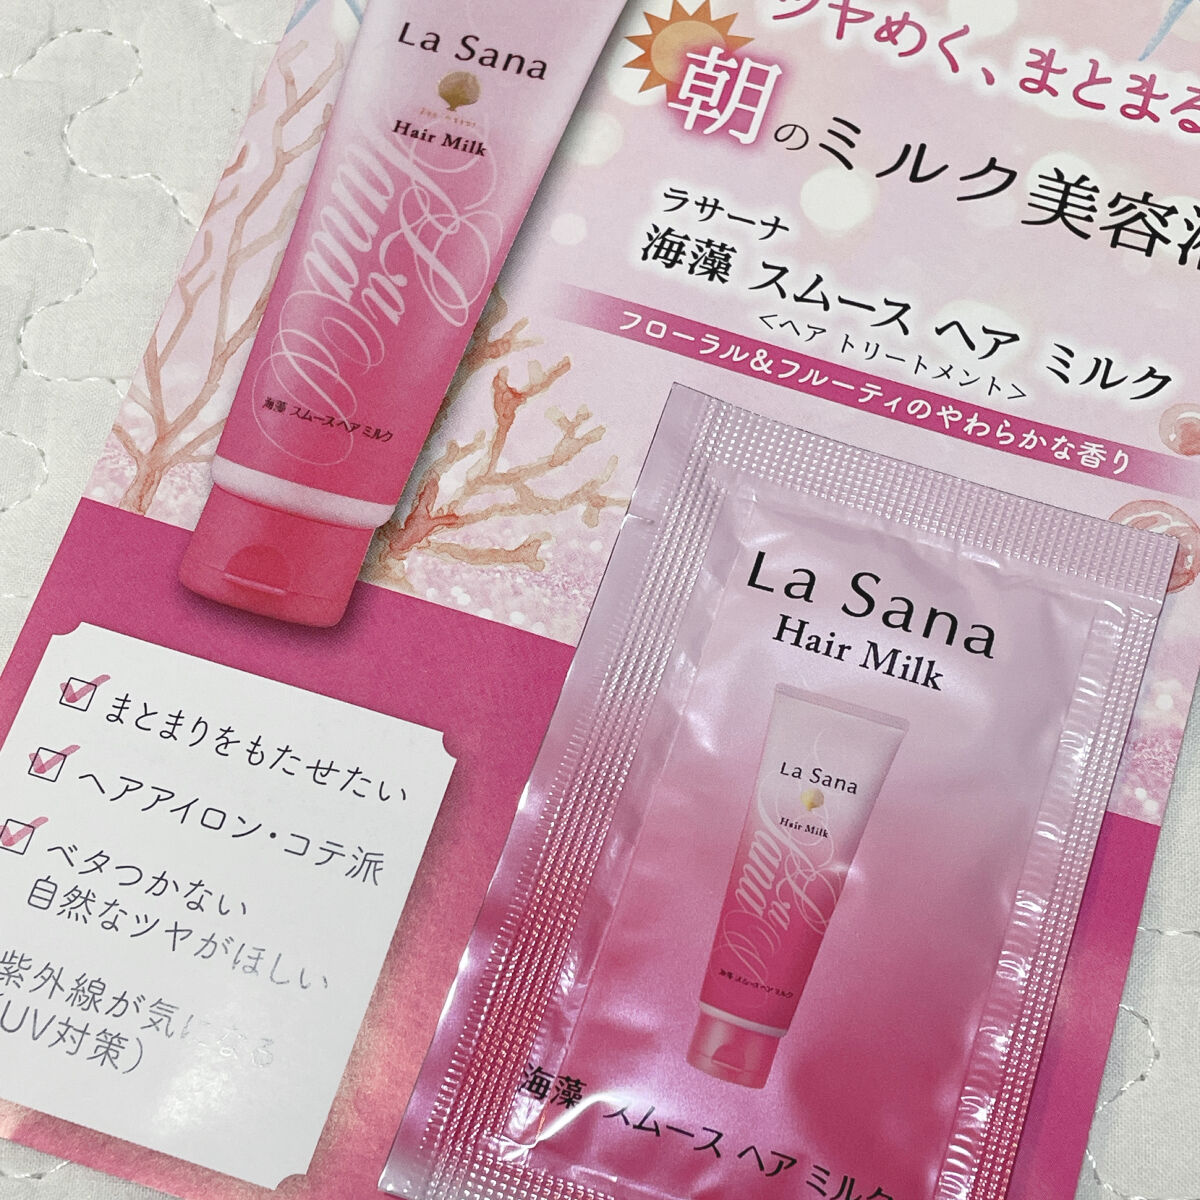 La Sana
Hair Milk
La Sana
海藻 スムース ヘア ミルク
ツヤめく、まとまる
朝のミルク美容液
ラサーナ
海藻 スムース ヘア ミルク
<ヘア トリートメント>
フローラル&フルーティのやわらかな香り
まとまりをもたせたい
ヘアアイロン・コテ派
ベタつかない
自然なツヤがほしい
紫外線が気になる
(UV対策)
La Sana
Hair Milk
La Sana
Hair Milk
La Sana
海藻 スムース ヘア ミルク